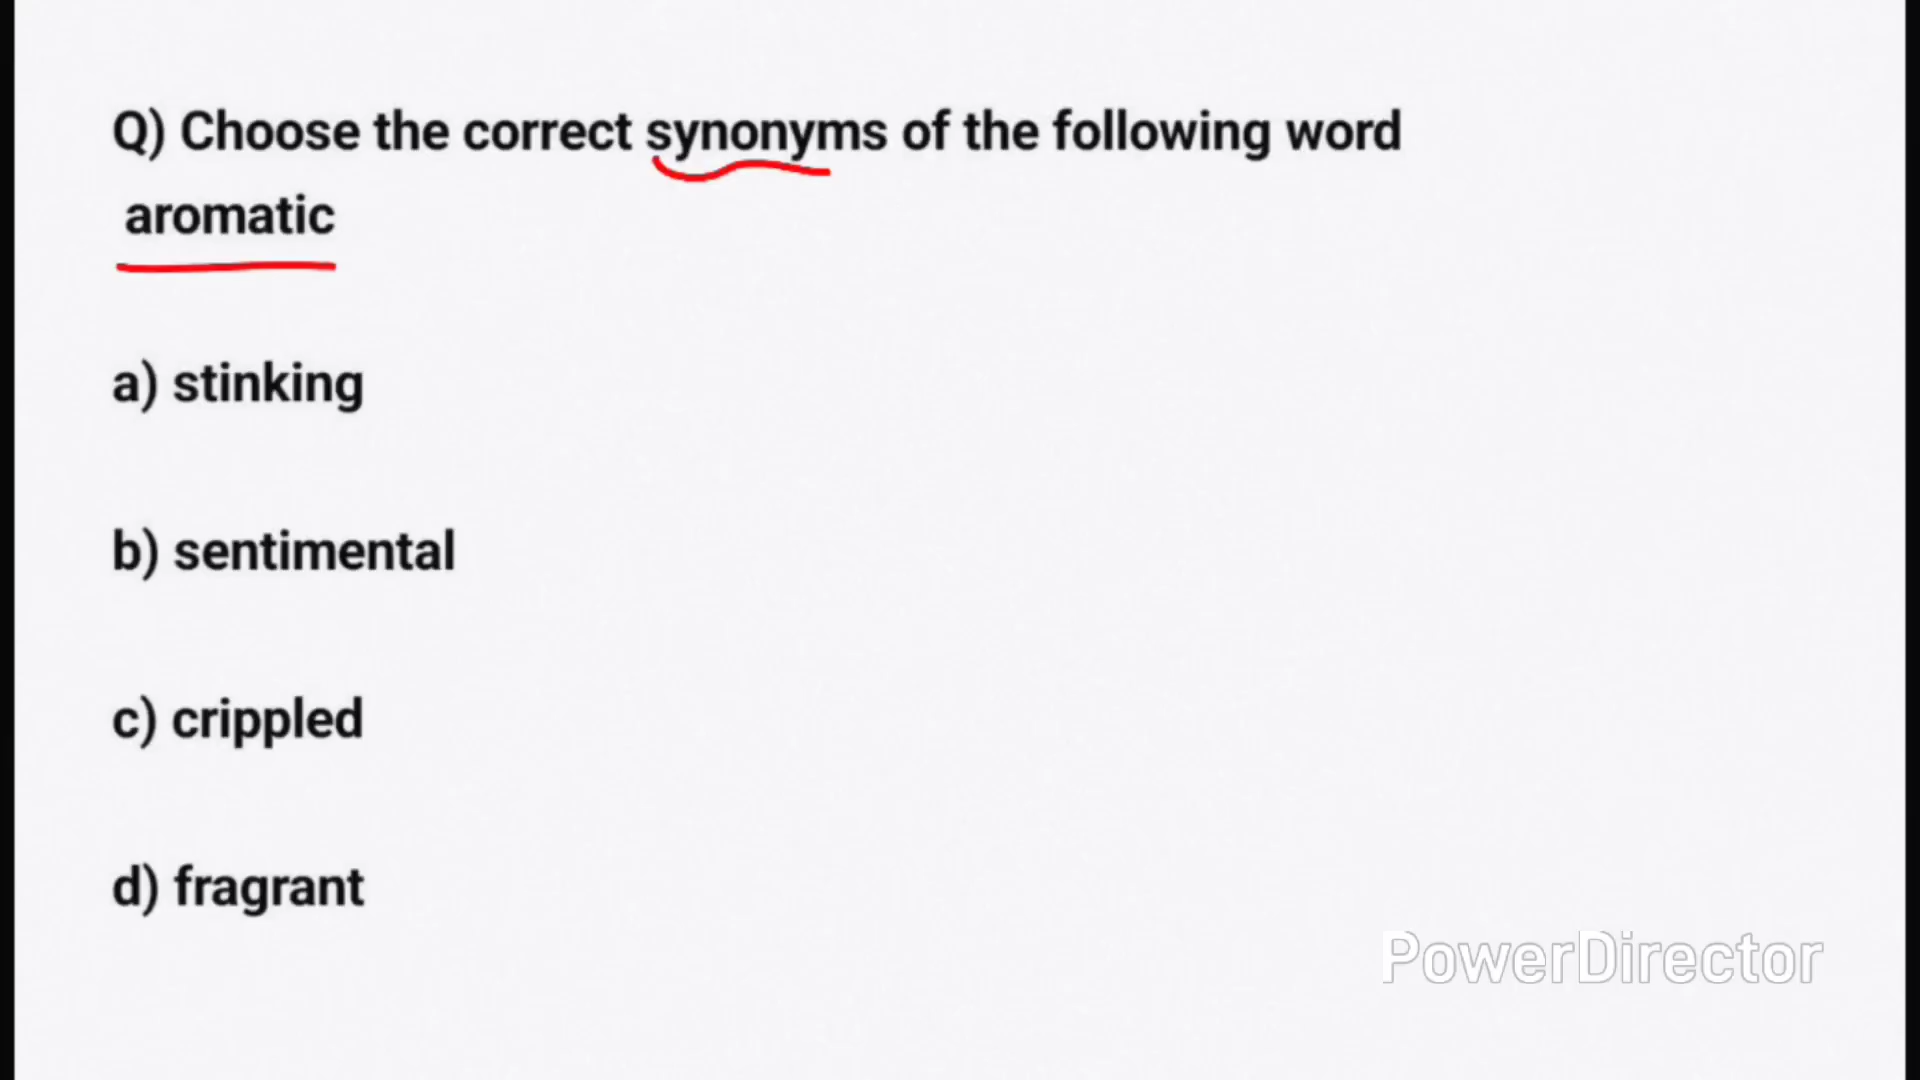 Q) Choose the correct synonyms of the following word
aromatic
a) stinking
b) sentimental
c) crippled
d) fragrant
PowerDirector